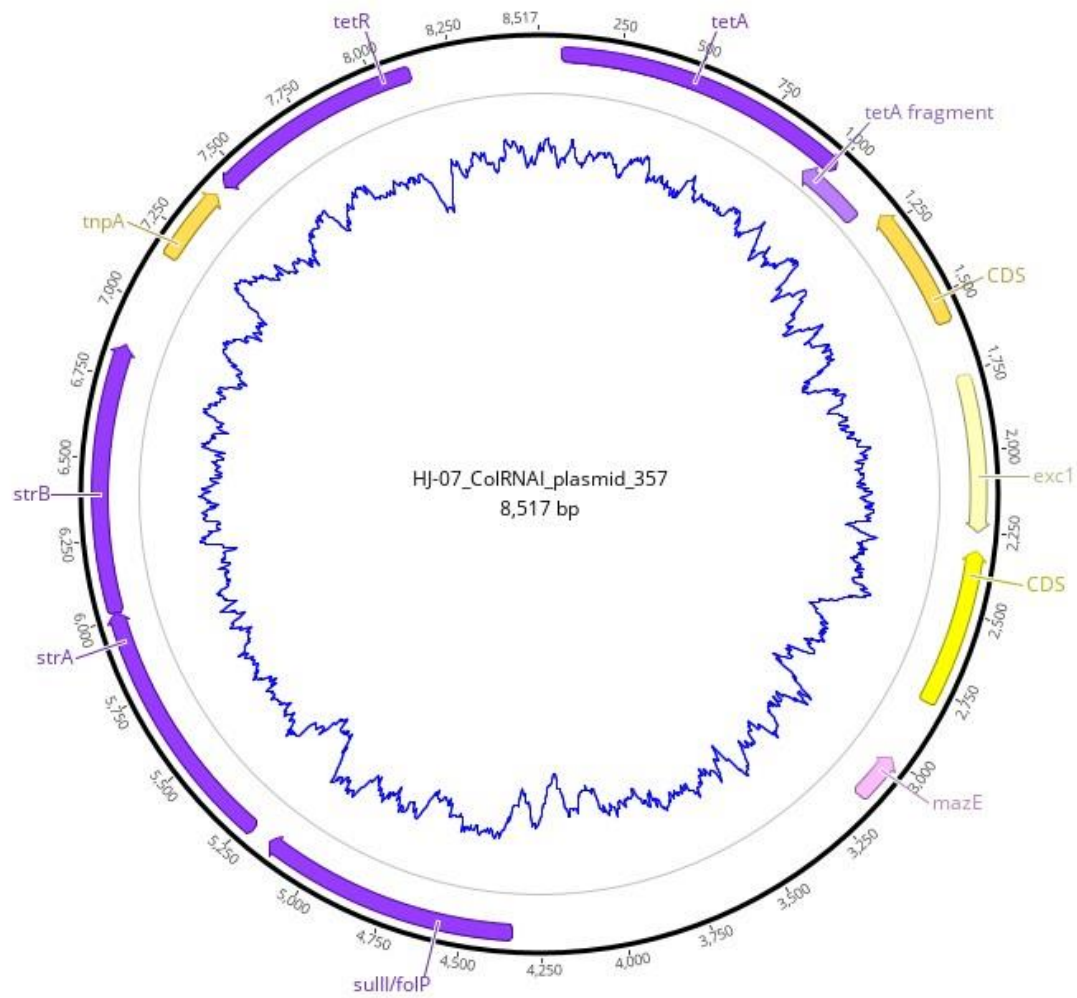 8,517
250
tetA
500
750
tetA fragment
1,000
1,250
CDS
1,500
1,750
2,000
exc1
2,250
CDS
2,500
2,750
3,000
mazE
3,250
3,500
3,750
4,000
4,250
4,500
sulII/folP
4,750
5,000
5,250
5,500
5,750
strA
6,000
6,250
strB
6,500
6,750
7,000
7,250
tnpA
7,500
7,750
8,000
tetR
8,250
HJ-07_ColRNAI_plasmid_357
8,517 bp